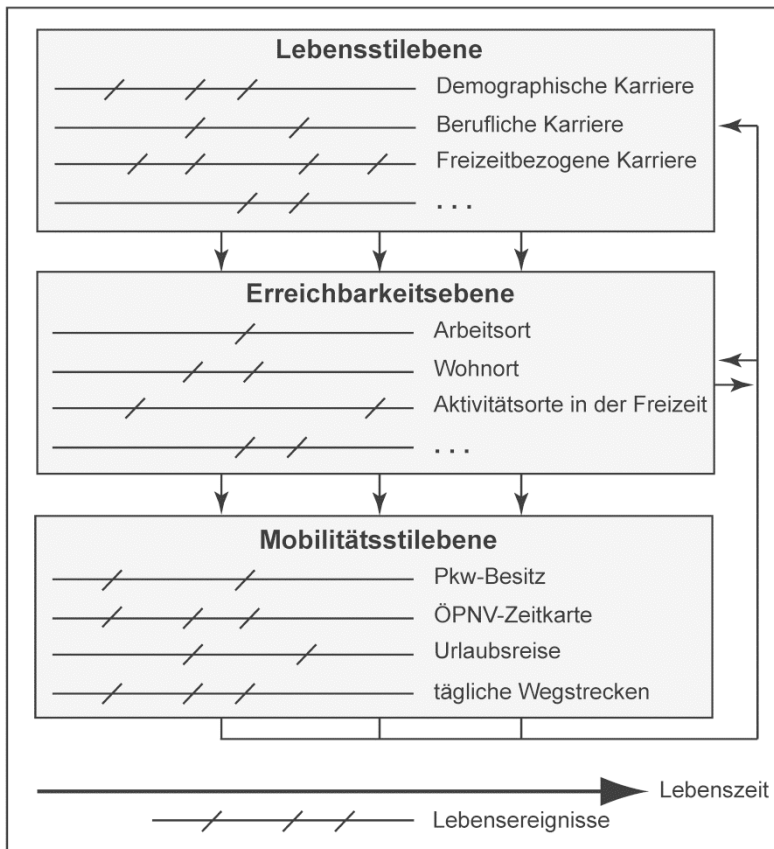 Lebensstilebene
Demographische Karriere
Berufliche Karriere
Freizeitbezogene Karriere
. . .
Erreichbarkeitsebene
Arbeitsort
Wohnort
Aktivitätsorte in der Freizeit
. . .
Mobilitätsstilebene
Pkw-Besitz
ÖPNV-Zeitkarte
Urlaubsreise
tägliche Wegstrecken
Lebenszeit
Lebensereignisse